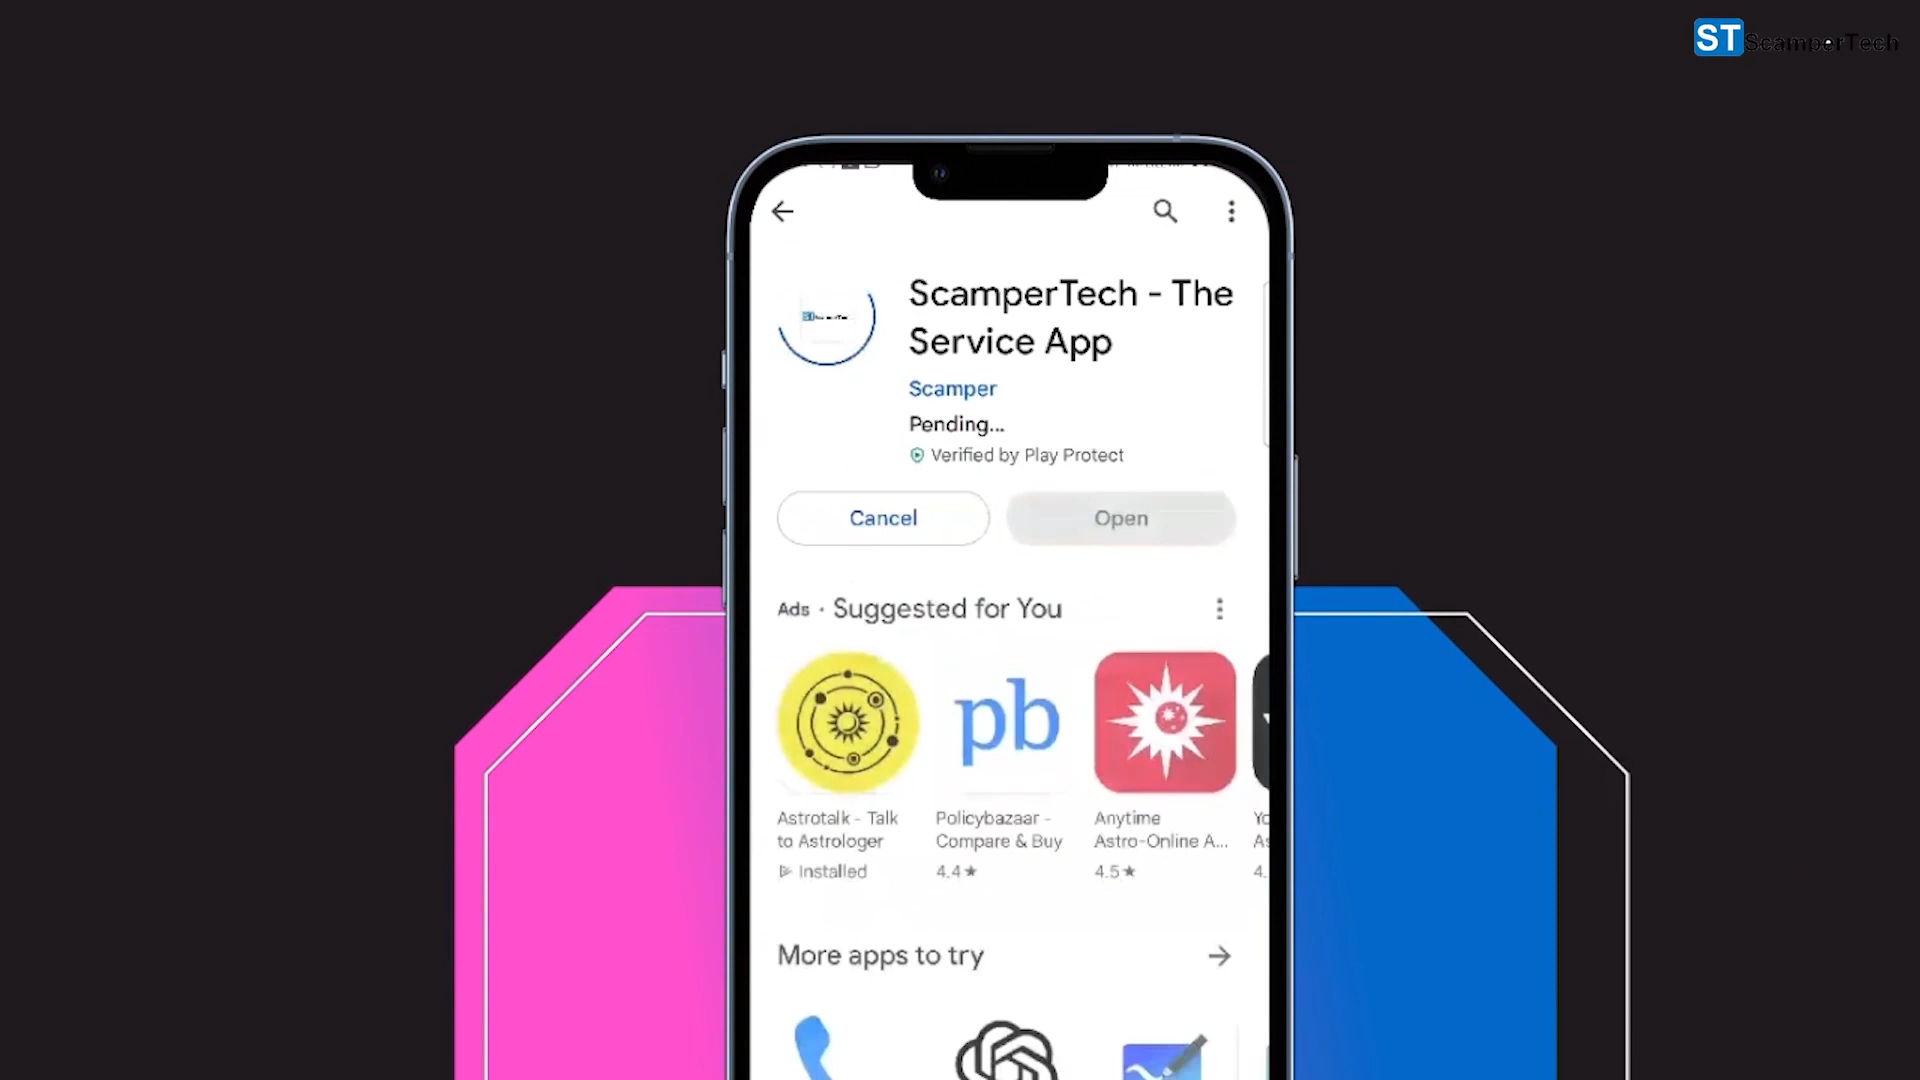 ST ScamperTech
ScamperTech - The
Service App
Scamper
Pending...
Verified by Play Protect
Cancel
Open
Ads · Suggested for You
pb
Astrotalk - Talk
to Astrologer
Installed
Policybazaar -
Compare & Buy
4.4★
Anytime
Astro-Online A...
4.5★
4.
More apps to try